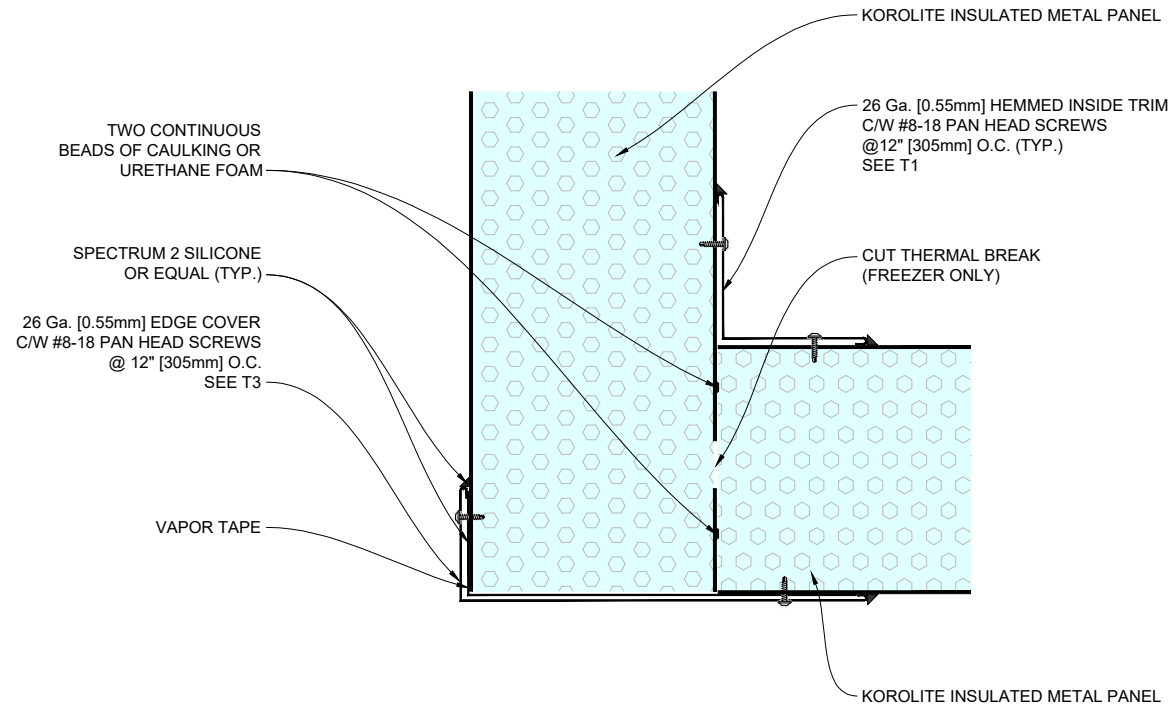 KOROLITE INSULATED METAL PANEL
26 Ga. [0.55mm] HEMMED INSIDE TRIM
C/W #8-18 PAN HEAD SCREWS
@12" [305mm] O.C. (TYP.)
SEE T1
TWO CONTINUOUS
BEADS OF CAULKING OR
URETHANE FOAM
SPECTRUM 2 SILICONE
OR EQUAL (TYP.)
CUT THERMAL BREAK
(FREEZER ONLY)
26 Ga. [0.55mm] EDGE COVER
C/W #8-18 PAN HEAD SCREWS
@ 12" [305mm] O.C.
SEE T3
VAPOR TAPE
KOROLITE INSULATED METAL PANEL